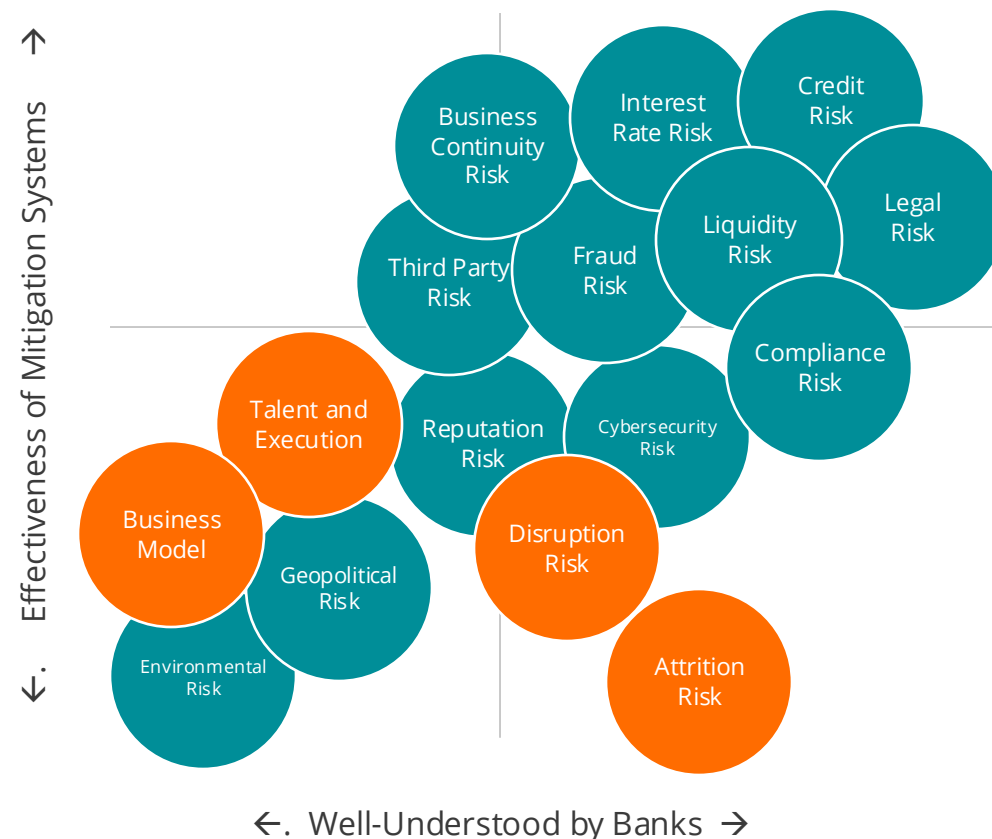 ← . Effectiveness of Mitigation Systems →
Business
Continuity
Risk
Interest
Rate Risk
Credit
Risk
Legal
Risk
Liquidity
Risk
Fraud
Risk
Third Party
Risk
Compliance
Risk
Talent and
Execution
Reputation
Risk
Cybersecurity
Risk
Business
Model
Disruption
Risk
Geopolitical
Risk
Environmental
Risk
Attrition
Risk
← . Well-Understood by Banks →